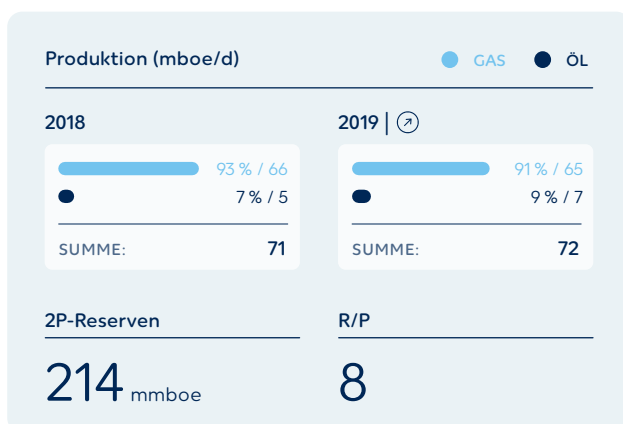 Produktion (mboe/d)
GAS
ÖL
2018
93 % / 66
7 % / 5
SUMME: 71
2019 |
91 % / 65
9 % / 7
SUMME: 72
2P-Reserven
214 mmboe
R/P
8